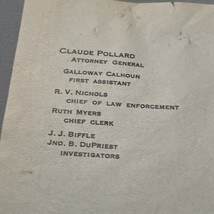 CLAUDE POLLARD
ATTORNEY GENERAL
GALLOWAY CALHOUN
FIRST ASSISTANT
R. V. NICHOLS
CHIEF OF LAW ENFORCEMENT
RUTH MYERS
CHIEF CLERK
J. J. BIFFLE
JNO. B. DUPRIEST
INVESTIGATORS